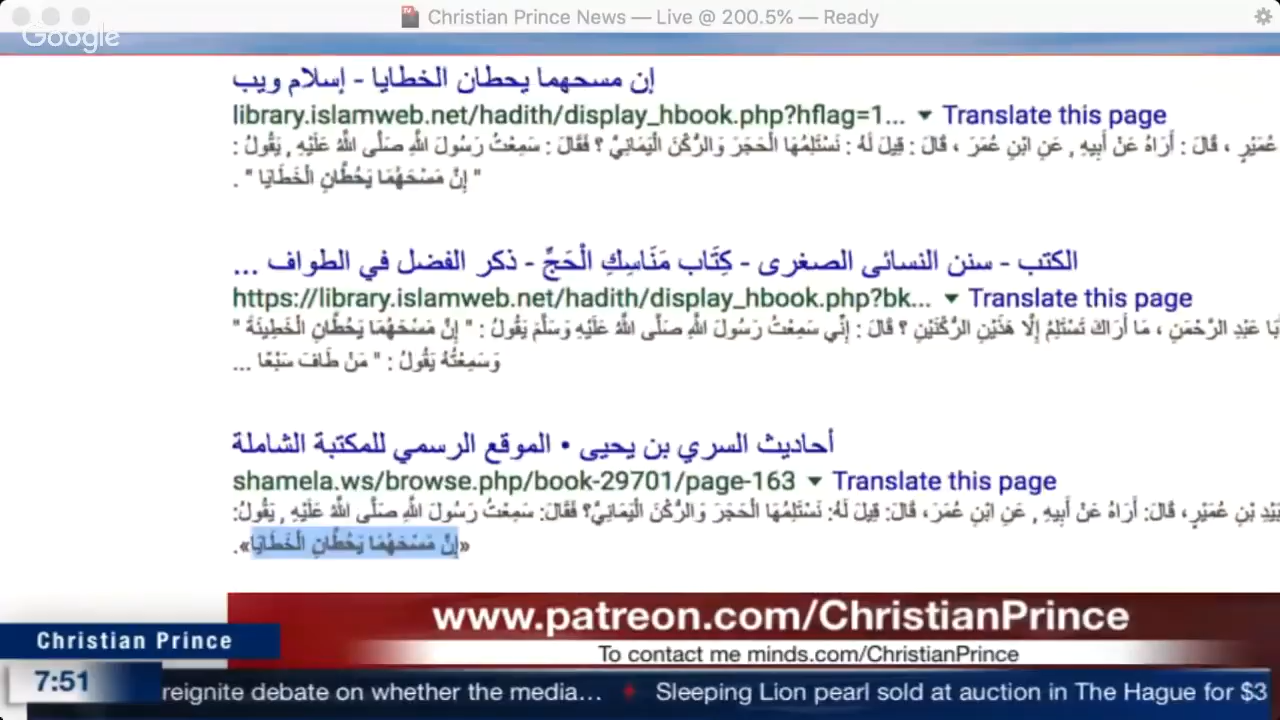 Christian Prince News — Live @ 200.5% — Ready
Google
إن مسحهما يحطان الخطايا - إسلام ويب
library.islamweb.net/hadith/display_hbook.php?hflag=1... ▼ Translate this page
عُمَيْرٍ ، قَالَ : أَرَاهُ عَنْ أَبِيهِ , عَنِ ابْنِ عُمَرَ ، قَالَ : قِيلَ لَهُ : نَسْتَلِمُهَا الْحَجَرَ وَالرُّكْنَ الْيَمَانِيَّ ؟ فَقَالَ : سَمِعْتُ رَسُولَ اللَّهِ صَلَّى اللَّهُ عَلَيْهِ , يَقُولُ :
" إِنَّ مَسْحَهُمَا يَحُطَّانِ الْخَطَايَا " .
الكتب - سنن النسائى الصغرى - كِتَاب مَنَاسِكِ الْحَجِّ - ذكر الفضل في الطواف ...
https://library.islamweb.net/hadith/display_hbook.php?bk... ▼ Translate this page
أَبَا عَبْدِ الرَّحْمَنِ ، مَا أَرَاكَ تَسْتَلِمُ إِلَّا هَذَيْنِ الرُّكْنَيْنِ ؟ قَالَ : إِنِّي سَمِعْتُ رَسُولَ اللَّهِ صَلَّى اللَّهُ عَلَيْهِ وَسَلَّمَ يَقُولُ : " إِنَّ مَسْحَهُمَا يَحُطَّانِ الْخَطِيئَةَ "
وَسَمِعْتُهُ يَقُولُ : " مَنْ طَافَ سَبْعًا ...
أحاديث السري بن يحيى • الموقع الرسمي للمكتبة الشاملة
shamela.ws/browse.php/book-29701/page-163 ▼ Translate this page
بْنِ عُمَيْرٍ، قَالَ: أَرَاهُ عَنْ أَبِيهِ , عَنِ ابْنِ عُمَرَ، قَالَ: قِيلَ لَهُ: نَسْتَلِمُهَا الْحَجَرَ وَالرُّكْنَ الْيَمَانِيَّ؟ فَقَالَ: سَمِعْتُ رَسُولَ اللَّهِ صَلَّى اللَّهُ عَلَيْهِ , يَقُولُ:
«إِنَّ مَسْحَهُمَا يَحُطَّانِ الْخَطَايَا».
www.patreon.com/ChristianPrince
To contact me minds.com/ChristianPrince
Christian Prince
7:51
reignite debate on whether the media... ♦ Sleeping Lion pearl sold at auction in The Hague for $3